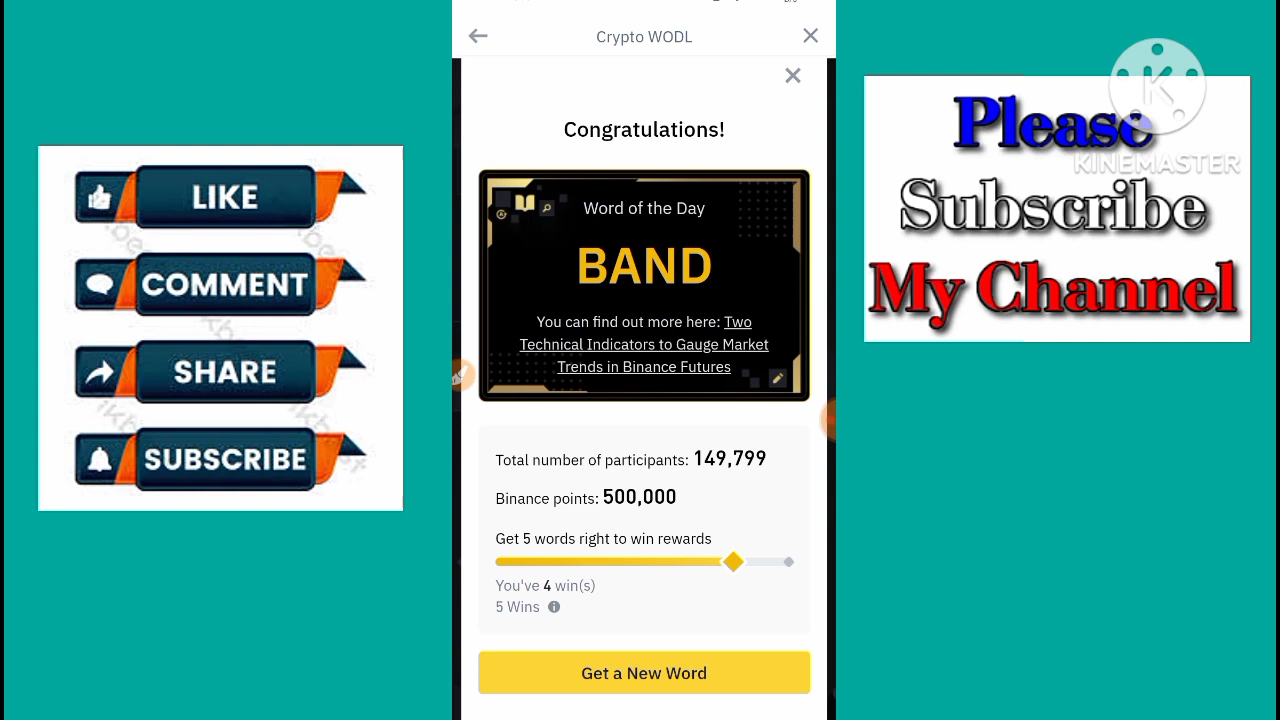 LIKE
COMMENT
SHARE
SUBSCRIBE
Crypto WODL
Congratulations!
Word of the Day
BAND
You can find out more here: Two
Technical Indicators to Gauge Market
Trends in Binance Futures
Total number of participants: 149,799
Binance points: 500,000
Get 5 words right to win rewards
You've 4 win(s)
5 Wins
Get a New Word
Please
Subscribe
My Channel
K
KINEMASTER